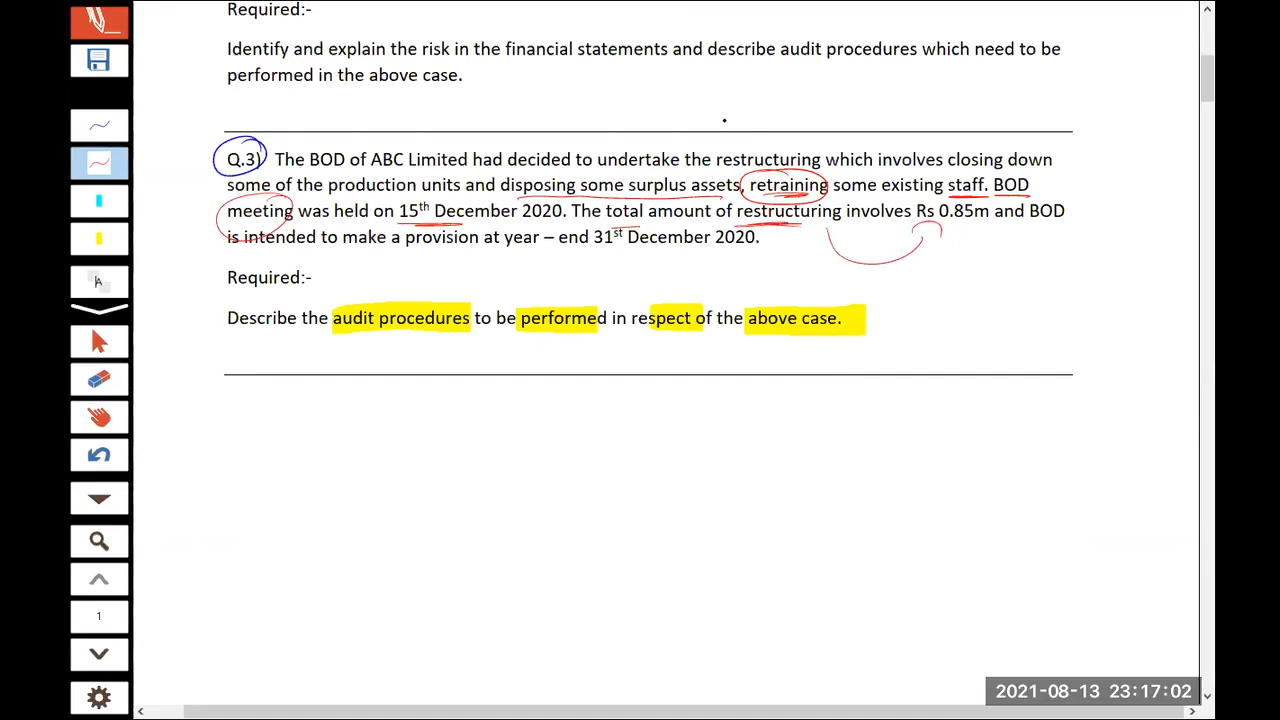 Required:-
Identify and explain the risk in the financial statements and describe audit procedures which need to be
performed in the above case.
Q.3) The BOD of ABC Limited had decided to undertake the restructuring which involves closing down
some of the production units and disposing some surplus assets, retraining some existing staff. BOD
meeting was held on 15th December 2020. The total amount of restructuring involves Rs 0.85m and BOD
is intended to make a provision at year – end 31st December 2020.
Required:-
Describe the audit procedures to be performed in respect of the above case.
A
1
2021-08-13 23:17:02